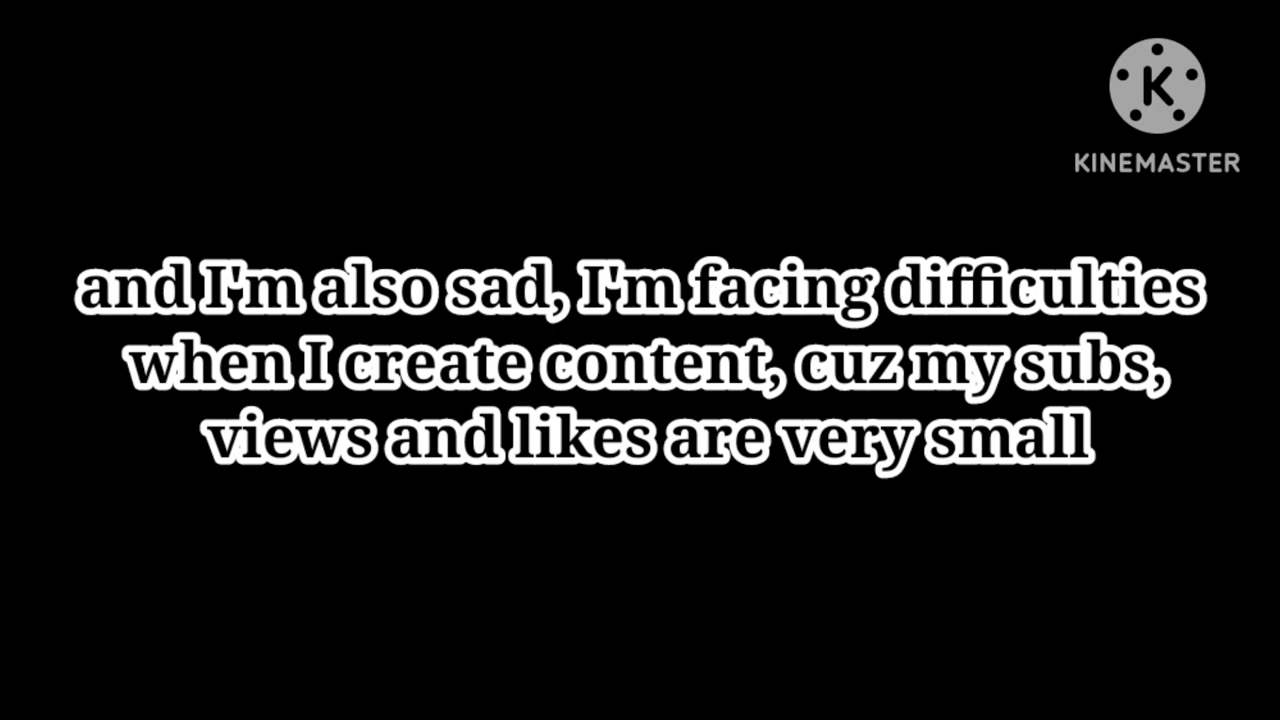 K
KINEMASTER
and I'm also sad, I'm facing difficulties
when I create content, cuz my subs,
views and likes are very small